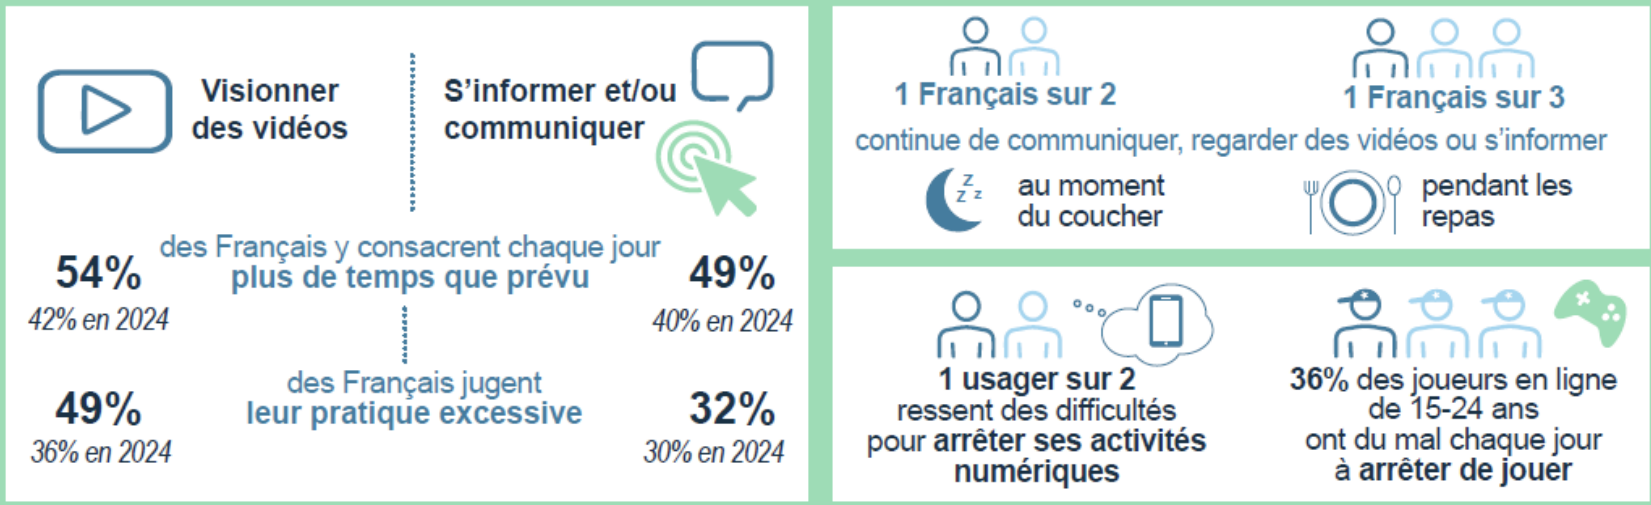 Visionner
des vidéos
S'informer et/ou
communiquer
des Français y consacrent chaque jour
plus de temps que prévu
54%
42% en 2024
49%
40% en 2024
des Français jugent
leur pratique excessive
49%
36% en 2024
32%
30% en 2024
1 Français sur 2
1 Français sur 3
continue de communiquer, regarder des vidéos ou s'informer
z
z z
au moment
du coucher
pendant les
repas
1 usager sur 2
ressent des difficultés
pour arrêter ses activités
numériques
36% des joueurs en ligne
de 15-24 ans
ont du mal chaque jour
à arrêter de jouer